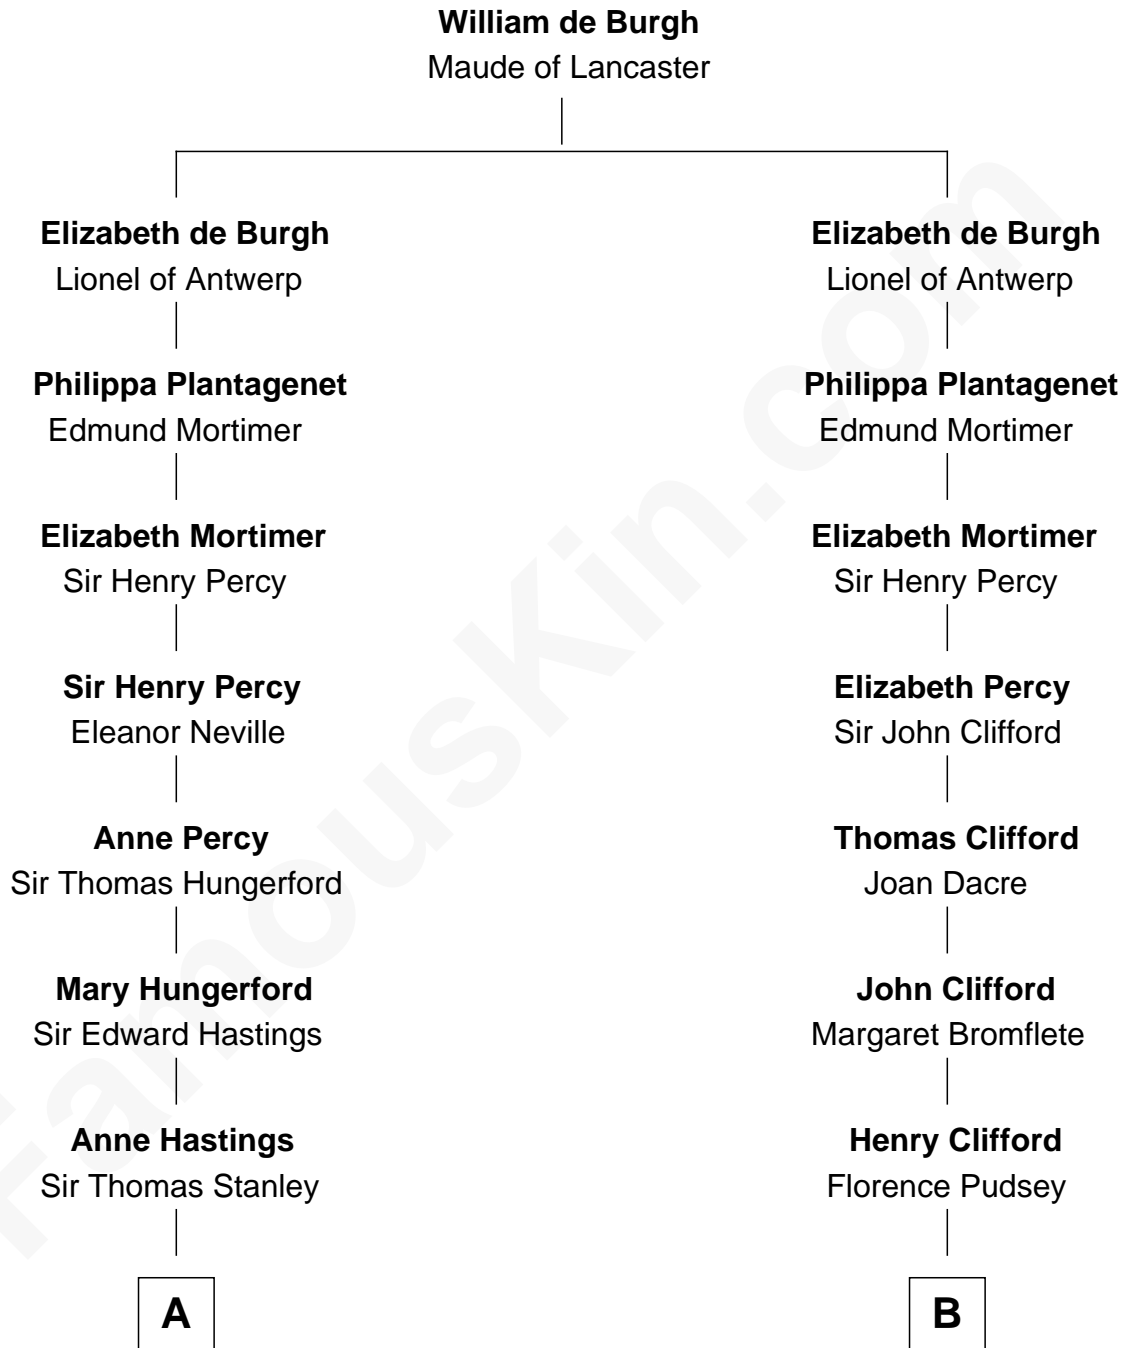 William de Burgh
Maude of Lancaster
Elizabeth de Burgh
Lionel of Antwerp
Elizabeth de Burgh
Lionel of Antwerp
Philippa Plantagenet
Edmund Mortimer
Philippa Plantagenet
Edmund Mortimer
Elizabeth Mortimer
Sir Henry Percy
Elizabeth Mortimer
Sir Henry Percy
Sir Henry Percy
Eleanor Neville
Elizabeth Percy
Sir John Clifford
Anne Percy
Sir Thomas Hungerford
Thomas Clifford
Joan Dacre
Mary Hungerford
Sir Edward Hastings
John Clifford
Margaret Bromflete
Anne Hastings
Sir Thomas Stanley
Henry Clifford
Florence Pudsey
A
B
FamousKin.com